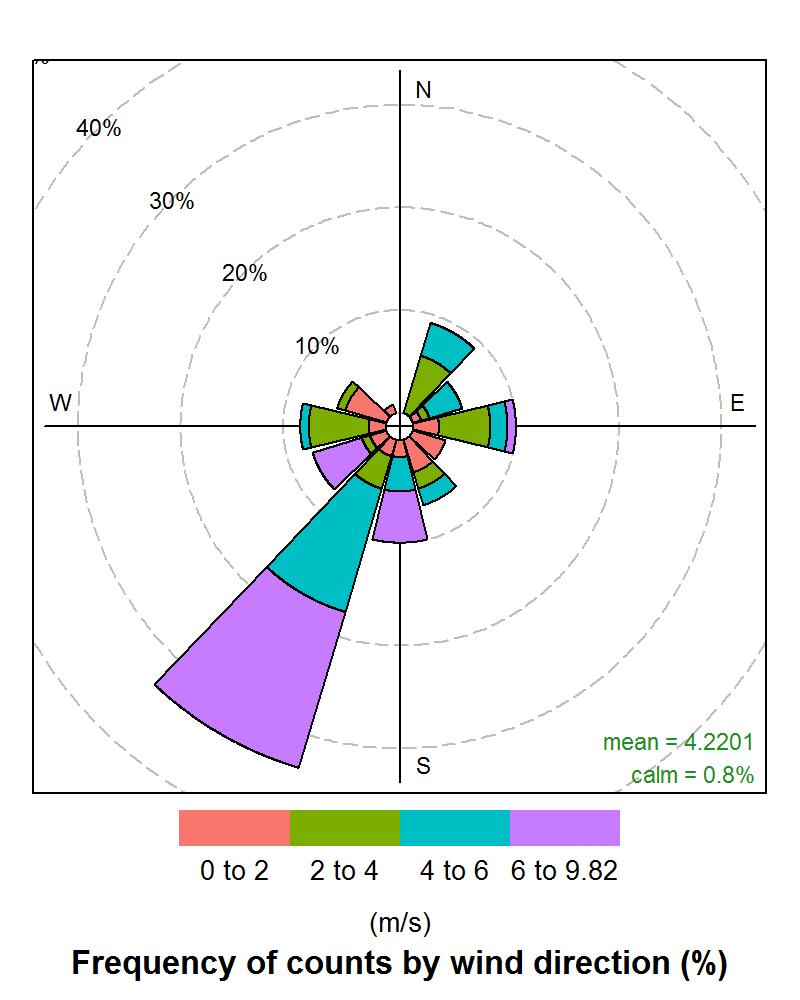 N
40%
30%
20%
10%
W
E
S
mean = 4.2201
calm = 0.8%
0 to 2
2 to 4
4 to 6
6 to 9.82
(m/s)
Frequency of counts by wind direction (%)